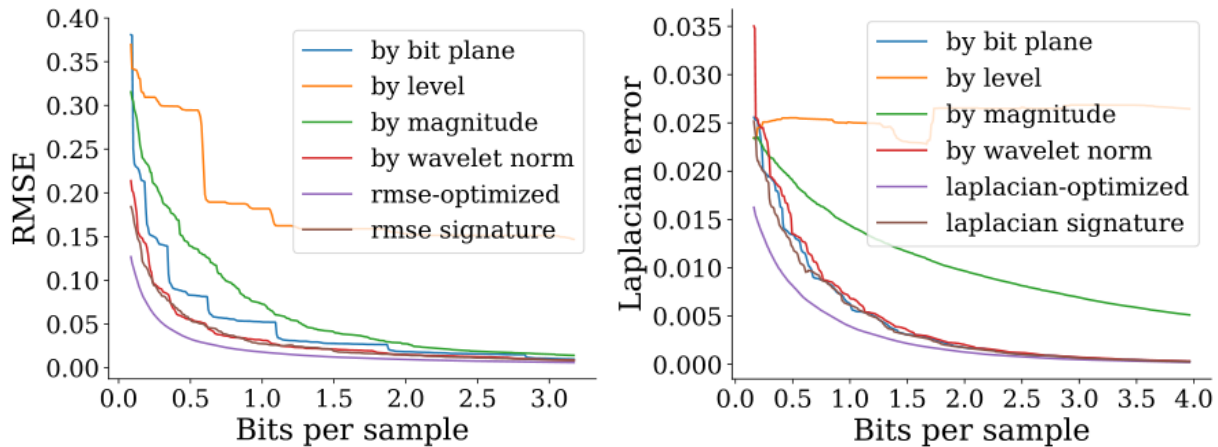 0.40
0.35
0.30
0.25
0.20
0.15
0.10
0.05
0.00
RMSE
by bit plane
by level
by magnitude
by wavelet norm
rmse-optimized
rmse signature
0.0 0.5 1.0 1.5 2.0 2.5 3.0
Bits per sample
0.035
0.030
0.025
0.020
0.015
0.010
0.005
0.000
Laplacian error
by bit plane
by level
by magnitude
by wavelet norm
laplacian-optimized
laplacian signature
0.0 0.5 1.0 1.5 2.0 2.5 3.0 3.5 4.0
Bits per sample